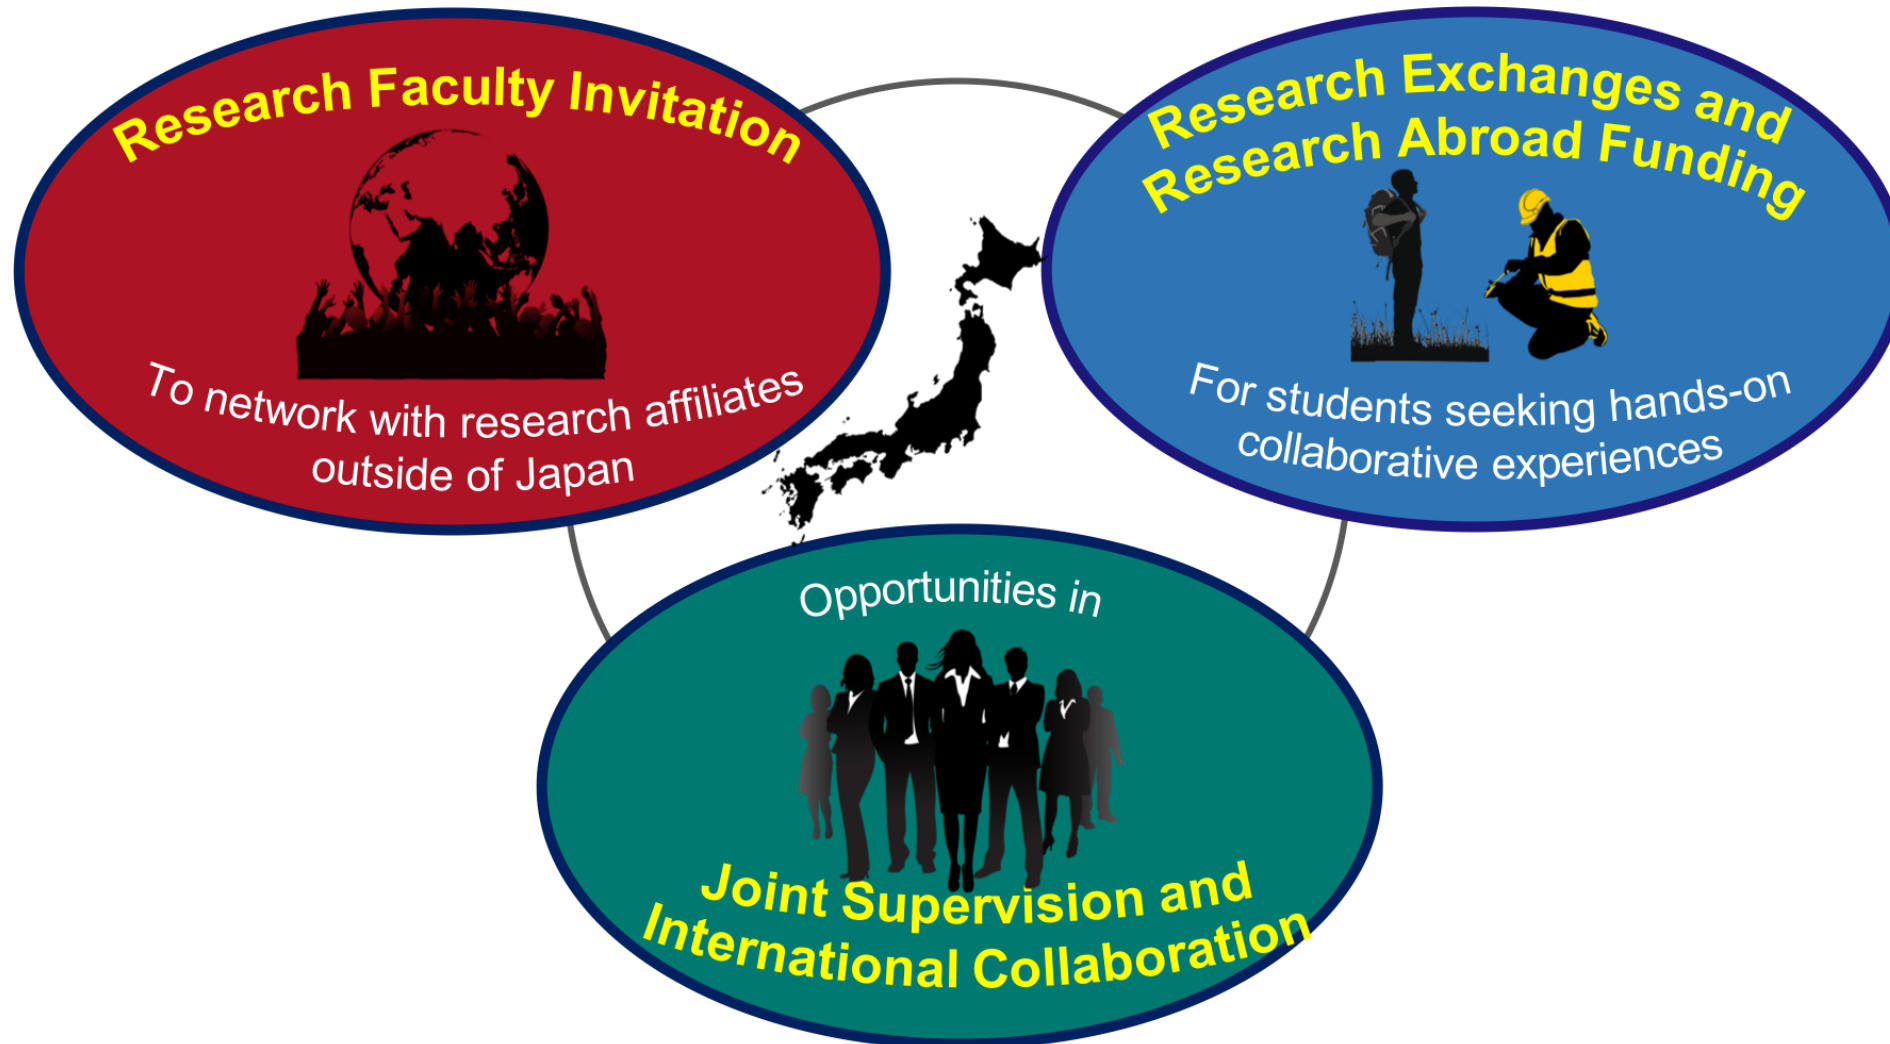 Research Faculty Invitation
To network with research affiliates
outside of Japan
Research Exchanges and
Research Abroad Funding
For students seeking hands-on
collaborative experiences
Opportunities in
Joint Supervision and
International Collaboration